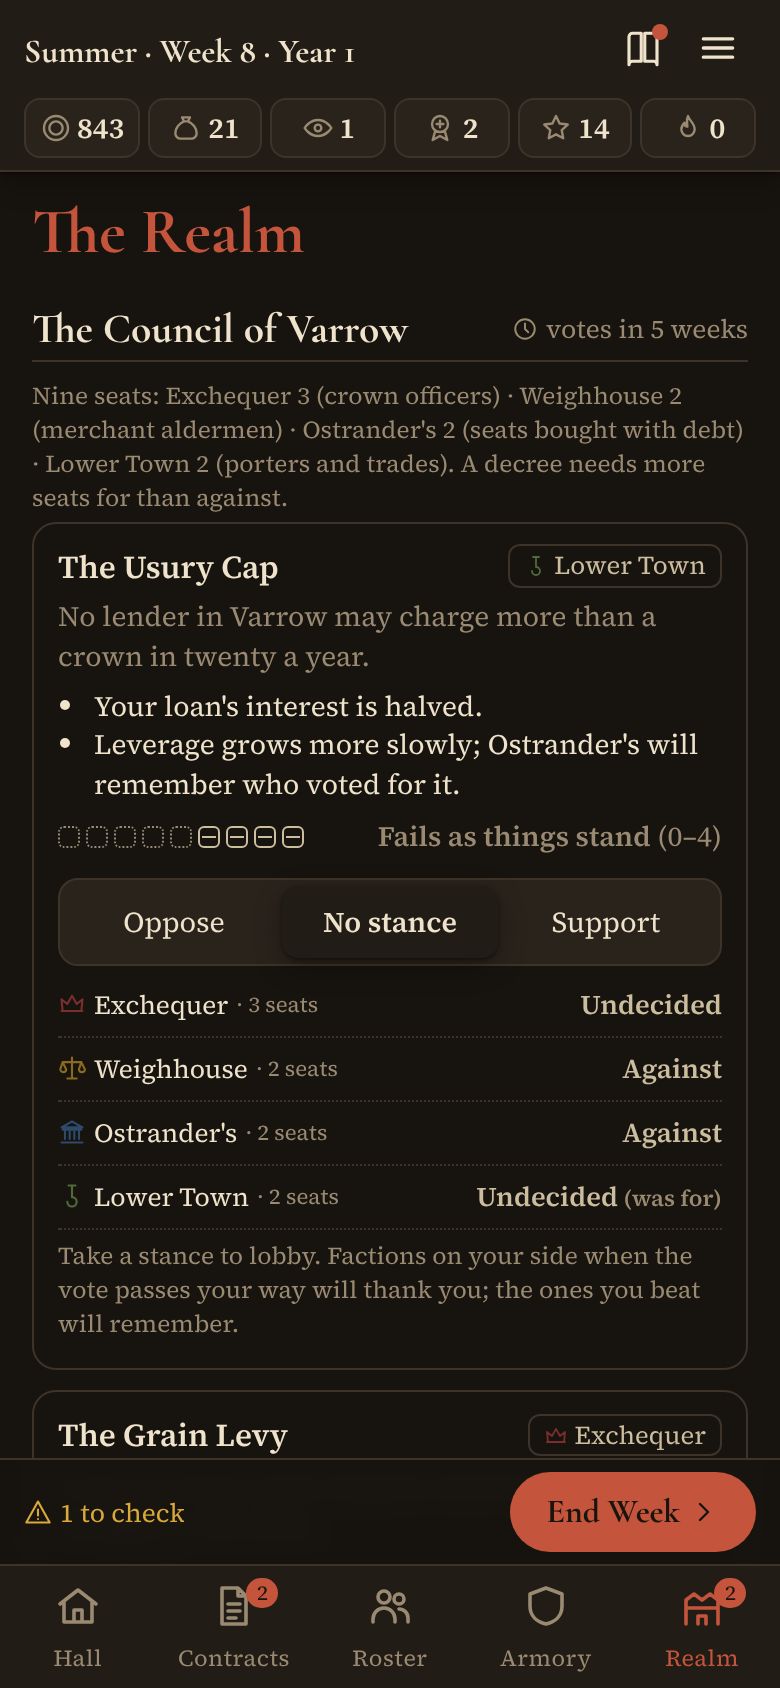 Summer · Week 8 · Year 1
843 21 1 2 14 0
The Realm
The Council of Varrow votes in 5 weeks
Nine seats: Exchequer 3 (crown officers) · Weighhouse 2
(merchant aldermen) · Ostrander's 2 (seats bought with debt)
· Lower Town 2 (porters and trades). A decree needs more
seats for than against.
The Usury Cap Lower Town
No lender in Varrow may charge more than a
crown in twenty a year.
• Your loan's interest is halved.
• Leverage grows more slowly; Ostrander's will
remember who voted for it.
Fails as things stand (0–4)
Oppose No stance Support
Exchequer · 3 seats Undecided
Weighhouse · 2 seats Against
Ostrander's · 2 seats Against
Lower Town · 2 seats Undecided (was for)
Take a stance to lobby. Factions on your side when the
vote passes your way will thank you; the ones you beat
will remember.
The Grain Levy Exchequer
1 to check End Week
2 2
Hall Contracts Roster Armory Realm